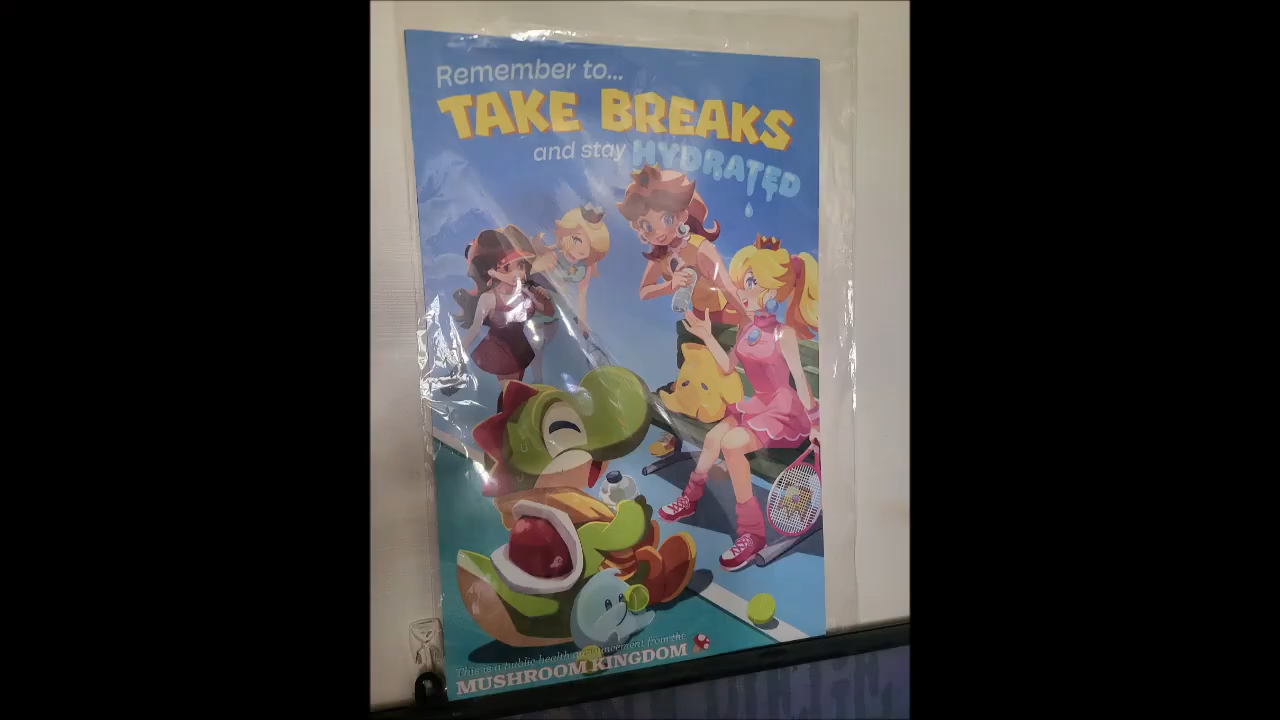 Remember to...
TAKE BREAKS
and stay HYDRATED
This is a public health announcement from the
MUSHROOM KINGDOM